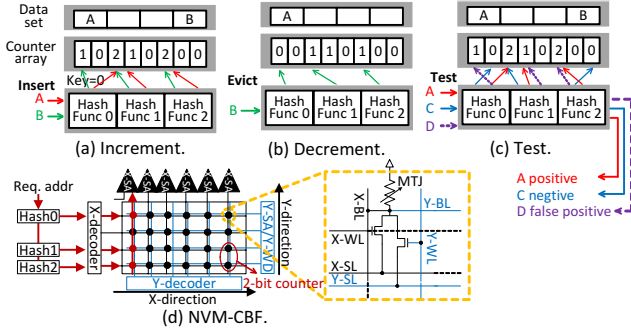 Data set
A
B
Counter array
1 0 2 1 0 2 0 0
Key=0
Insert
A
B
Hash Func 0
Hash Func 1
Hash Func 2
(a) Increment.
A
0 0 1 1 0 1 0
Evict
B
Hash Func 0
Hash Func 1
Hash Func 2
(b) Decrement.
A
B
1 0 2 1 0 2 0 0
Test
A
C
D
Hash Func 0
Hash Func 1
Hash Func 2
(c) Test.
A positive
C negtive
D false positive
Req. addr
Hash0
Hash1
Hash2
X-decoder
Y-decoder
X-direction
Y-direction
2-bit counter
MTJ
X-BL
Y-BL
X-WL
Y-WL
X-SL
Y-SL
(d) NVM-CBF.